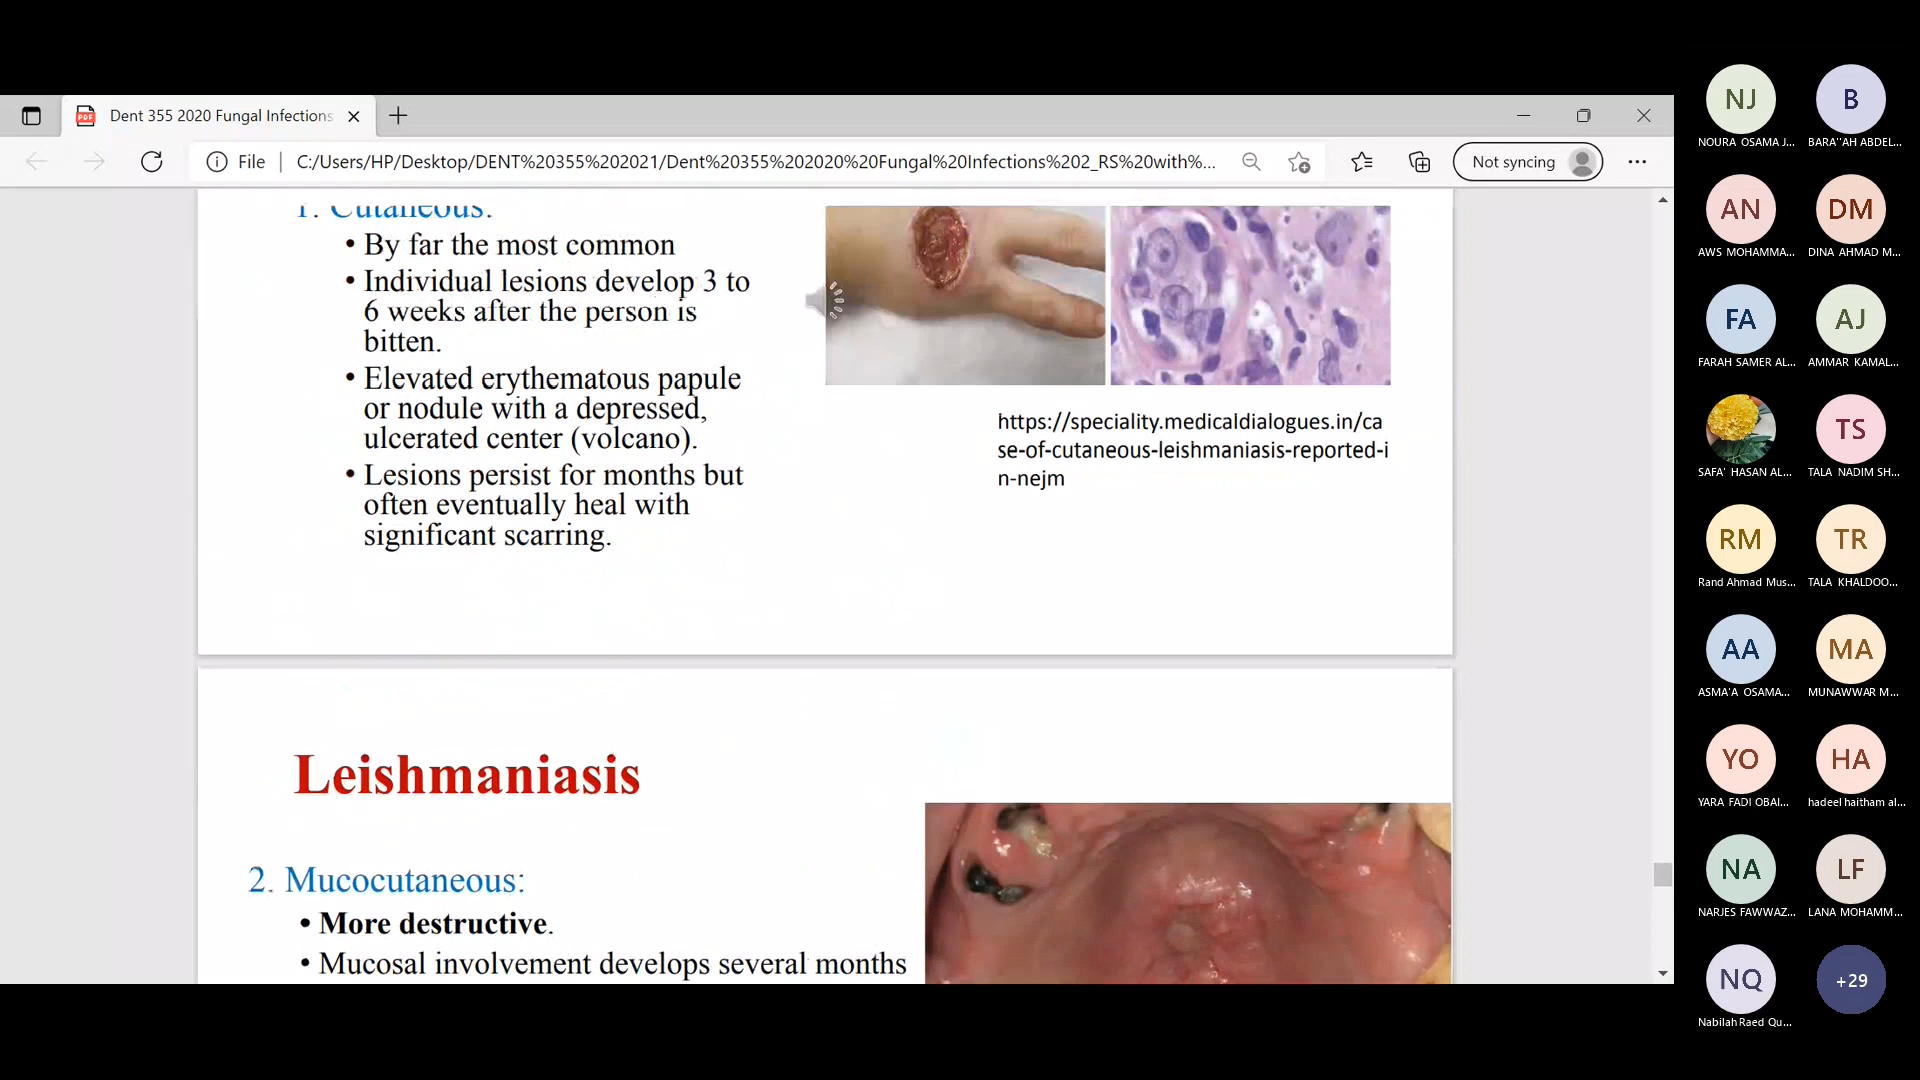 Dent 355 2020 Fungal Infections
File
C:/Users/HP/Desktop/DENT%20355%202021/Dent%20355%202020%20Fungal%20Infections%202_RS%20with%...
Not syncing
1. Cutaneous:
• By far the most common
• Individual lesions develop 3 to
6 weeks after the person is
bitten.
• Elevated erythematous papule
or nodule with a depressed,
ulcerated center (volcano).
• Lesions persist for months but
often eventually heal with
significant scarring.
https://speciality.medicaldialogues.in/ca
se-of-cutaneous-leishmaniasis-reported-i
n-nejm
Leishmaniasis
2. Mucocutaneous:
• More destructive.
• Mucosal involvement develops several months
NJ
NOURA OSAMA J...
B
BARA''AH ABDEL...
AN
AWS MOHAMMA...
DM
DINA AHMAD M...
FA
FARAH SAMER AL...
AJ
AMMAR KAMAL...
SAFA' HASAN AL...
TS
TALA NADIM SH...
RM
Rand Ahmad Mus...
TR
TALA KHALDOO...
AA
ASMA'A OSAMA...
MA
MUNAWWAR M...
YO
YARA FADI OBAI...
HA
hadeel haitham al...
NA
NARJES FAWWAZ...
LF
LANA MOHAMM...
NQ
Nabilah Raed Qu...
+29